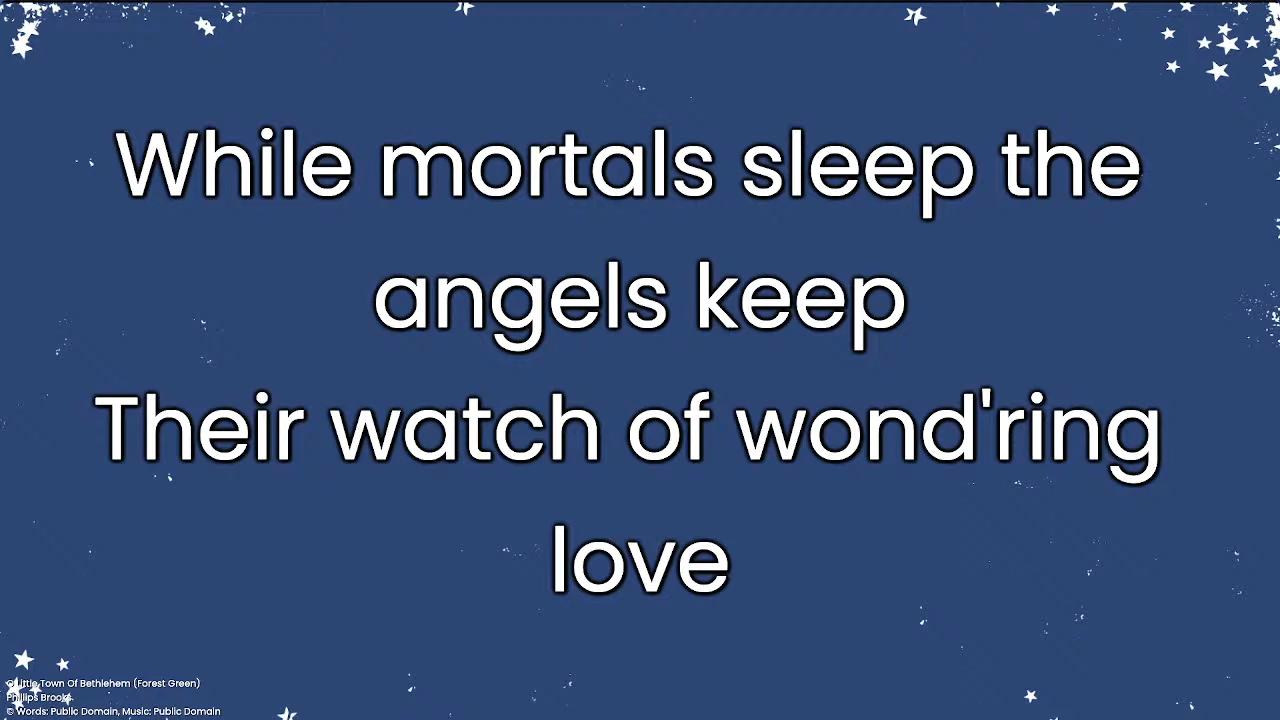 While mortals sleep the
angels keep
Their watch of wond'ring
love
O Little Town Of Bethlehem (Forest Green)
Phillips Brooks
© Words: Public Domain, Music: Public Domain